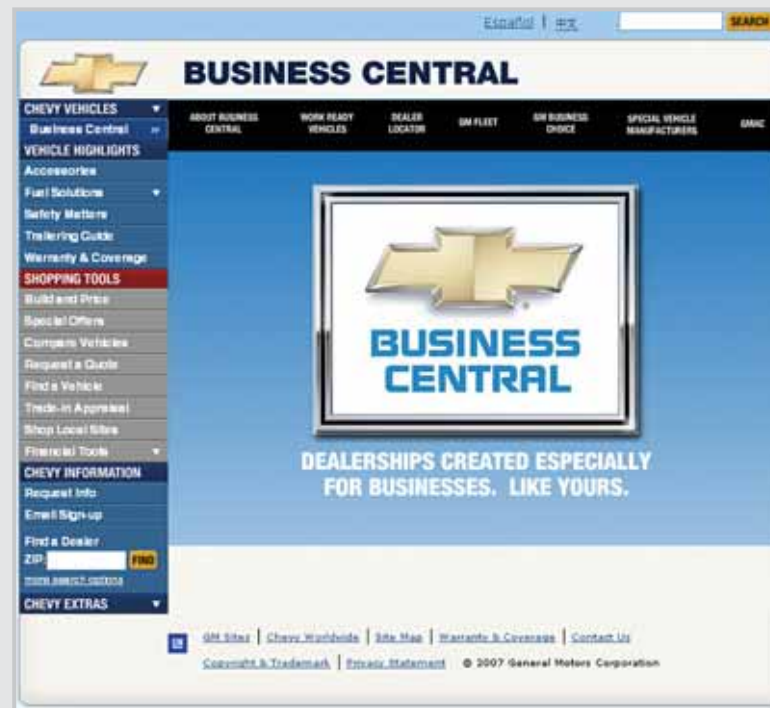 Español | 中文 SEARCH
BUSINESS CENTRAL
CHEVY VEHICLES
Business Central »
VEHICLE HIGHLIGHTS
Accessories
Fuel Solutions
Safety Matters
Trailering Guide
Warranty & Coverage
SHOPPING TOOLS
Build and Price
Special Offers
Compare Vehicles
Request a Quote
Find a Vehicle
Trade-in Appraisal
Shop Local Sites
Financial Tools
CHEVY INFORMATION
Request Info
Email Sign-up
Find a Dealer
ZIP: FIND
more search options
CHEVY EXTRAS
ABOUT BUSINESS
CENTRAL
WORK READY
VEHICLES
DEALER
LOCATOR
GM FLEET
GM BUSINESS
CHOICE
SPECIAL VEHICLE
MANUFACTURERS
GMAC
BUSINESS
CENTRAL
DEALERSHIPS CREATED ESPECIALLY
FOR BUSINESSES. LIKE YOURS.
GM
GM Sites | Chevy Worldwide | Site Map | Warranty & Coverage | Contact Us
Copyright & Trademark | Privacy Statement © 2007 General Motors Corporation